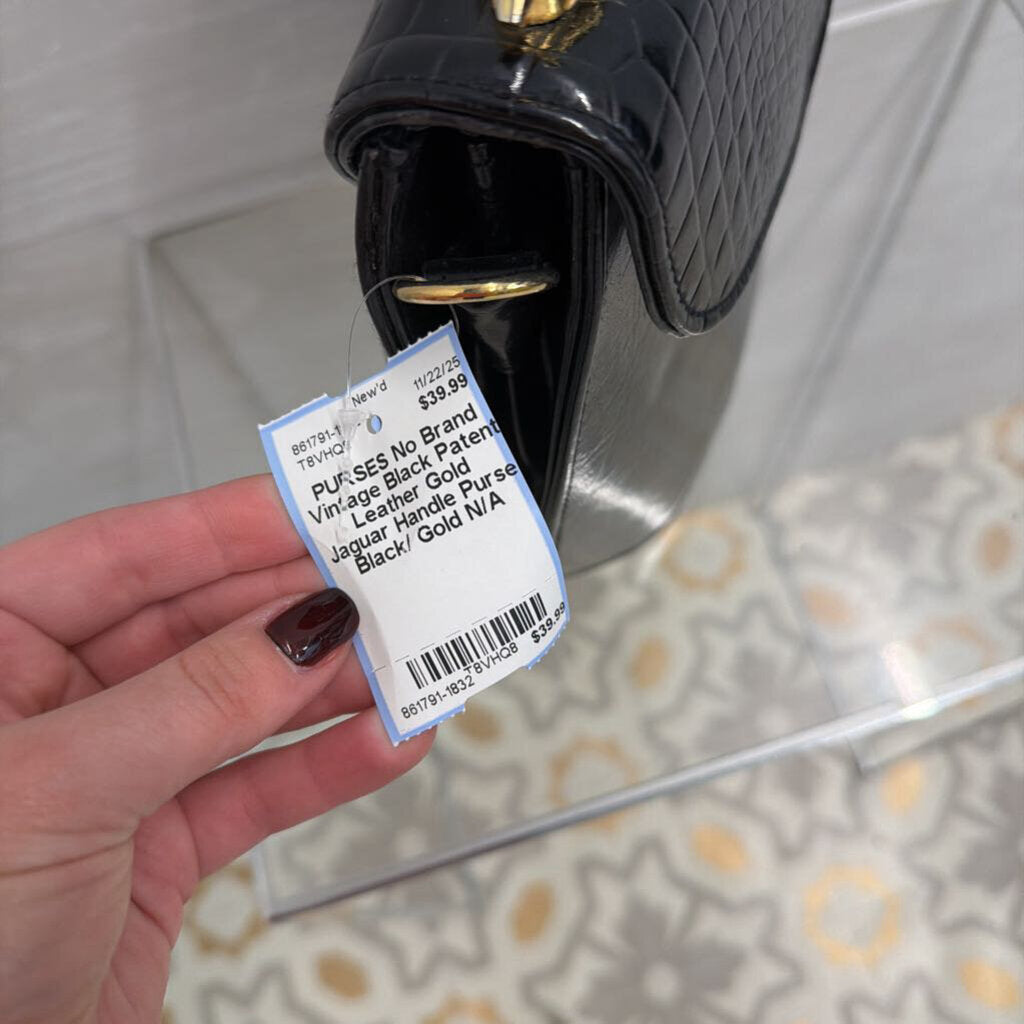 New'd 11/22/25
$39.99
861791-1
T8VHQ8
PURSES No Brand
Vintage Black Patent
Leather Gold
Jaguar Handle Purse
Black/ Gold N/A
$39.99
T8VHQ8
861791-1832